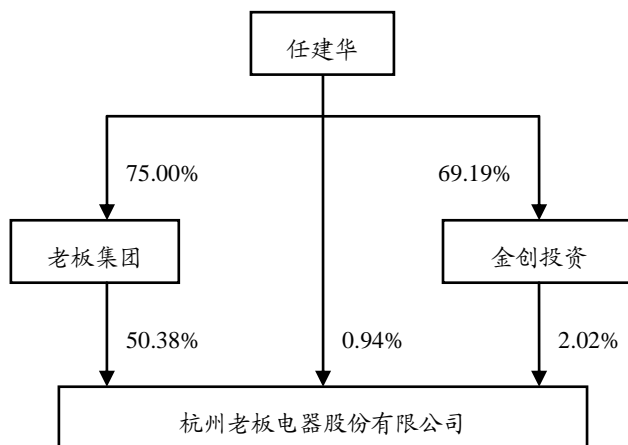 任建华
75.00%
69.19%
老板集团
金创投资
50.38%
0.94%
2.02%
杭州老板电器股份有限公司